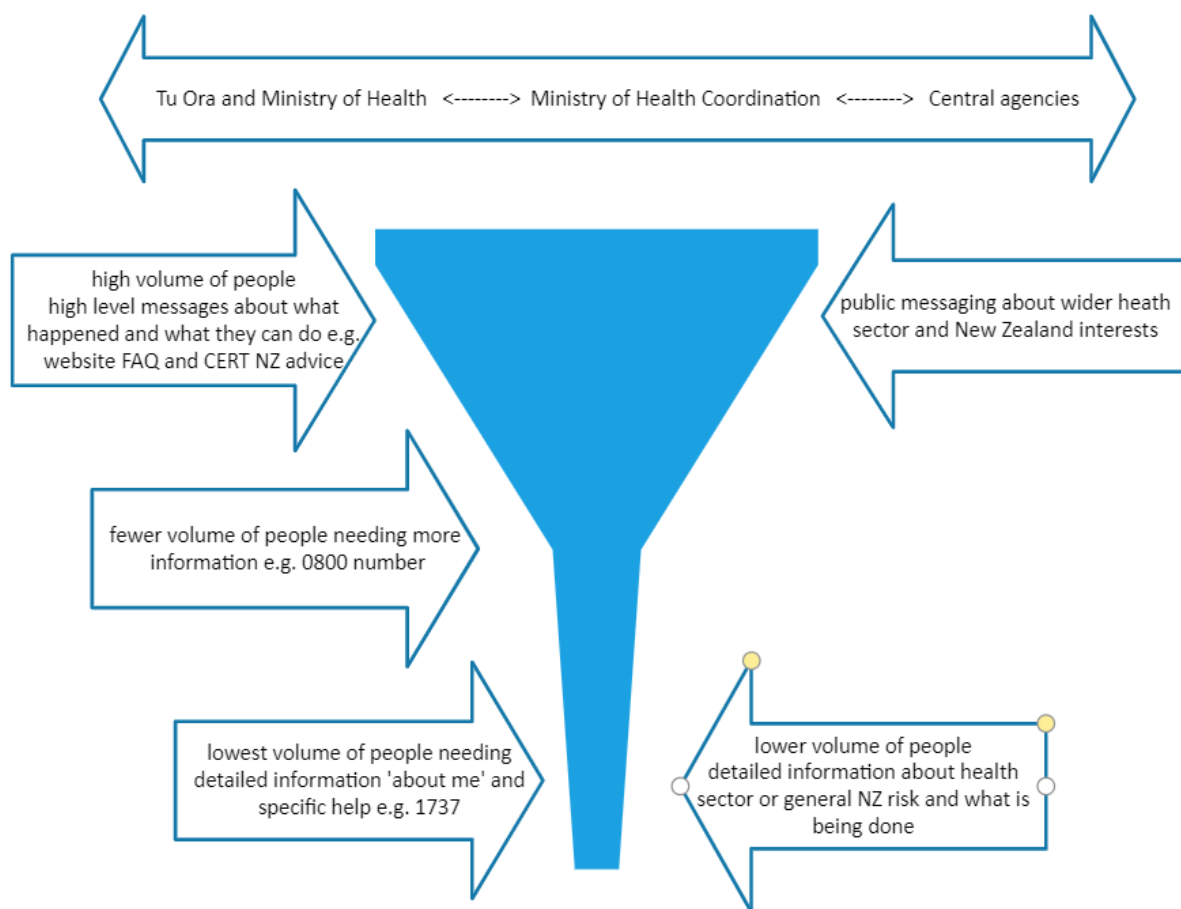 Tu Ora and Ministry of Health <--------> Ministry of Health Coordination <--------> Central agencies
high volume of people
high level messages about what
happened and what they can do e.g.
website FAQ and CERT NZ advice
public messaging about wider heath
sector and New Zealand interests
fewer volume of people needing more
information e.g. 0800 number
lowest volume of people needing
detailed information 'about me' and
specific help e.g. 1737
lower volume of people
detailed information about health
sector or general NZ risk and what is
being done